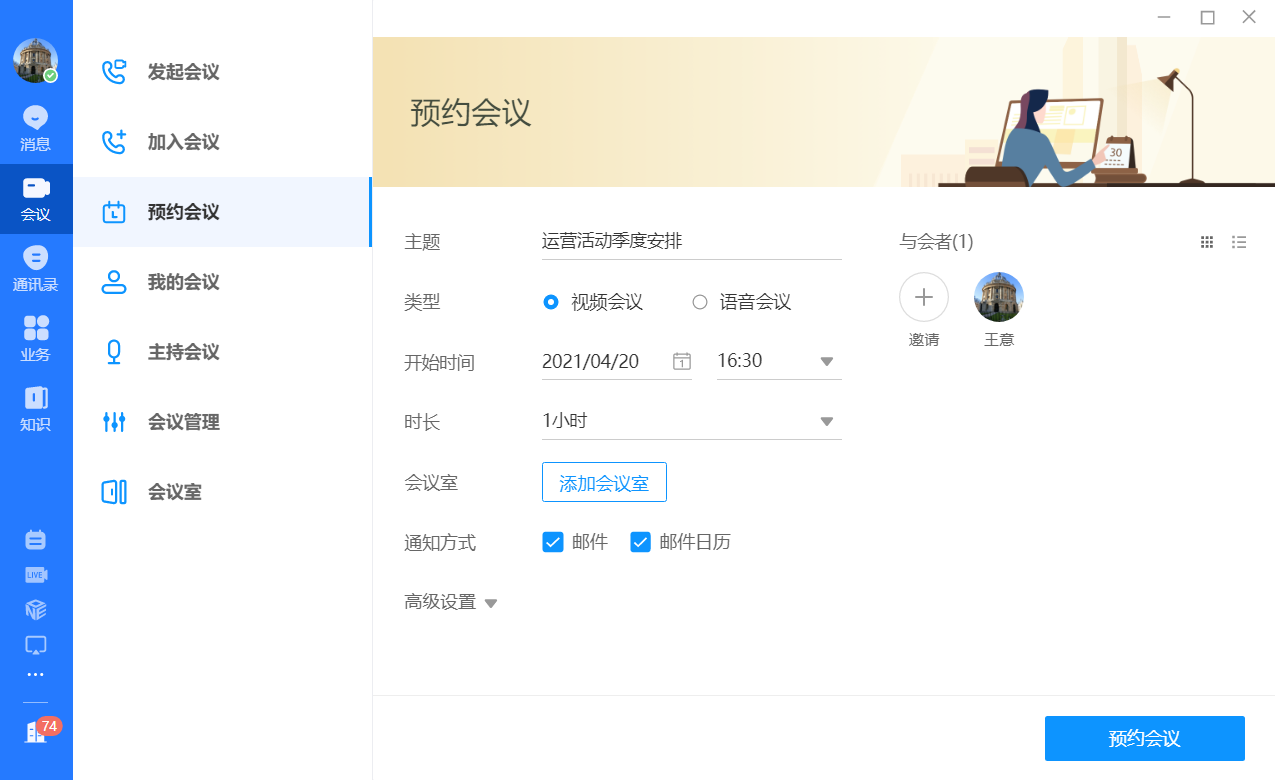 消息
会议
通讯录
业务
知识
LIVE
74
发起会议
加入会议
预约会议
我的会议
主持会议
会议管理
会议室
预约会议
30
主题 运营活动季度安排
类型 视频会议 语音会议
开始时间 2021/04/20 1 16:30
时长 1小时
会议室 添加会议室
通知方式 邮件 邮件日历
高级设置
与会者(1)
邀请 王意
预约会议